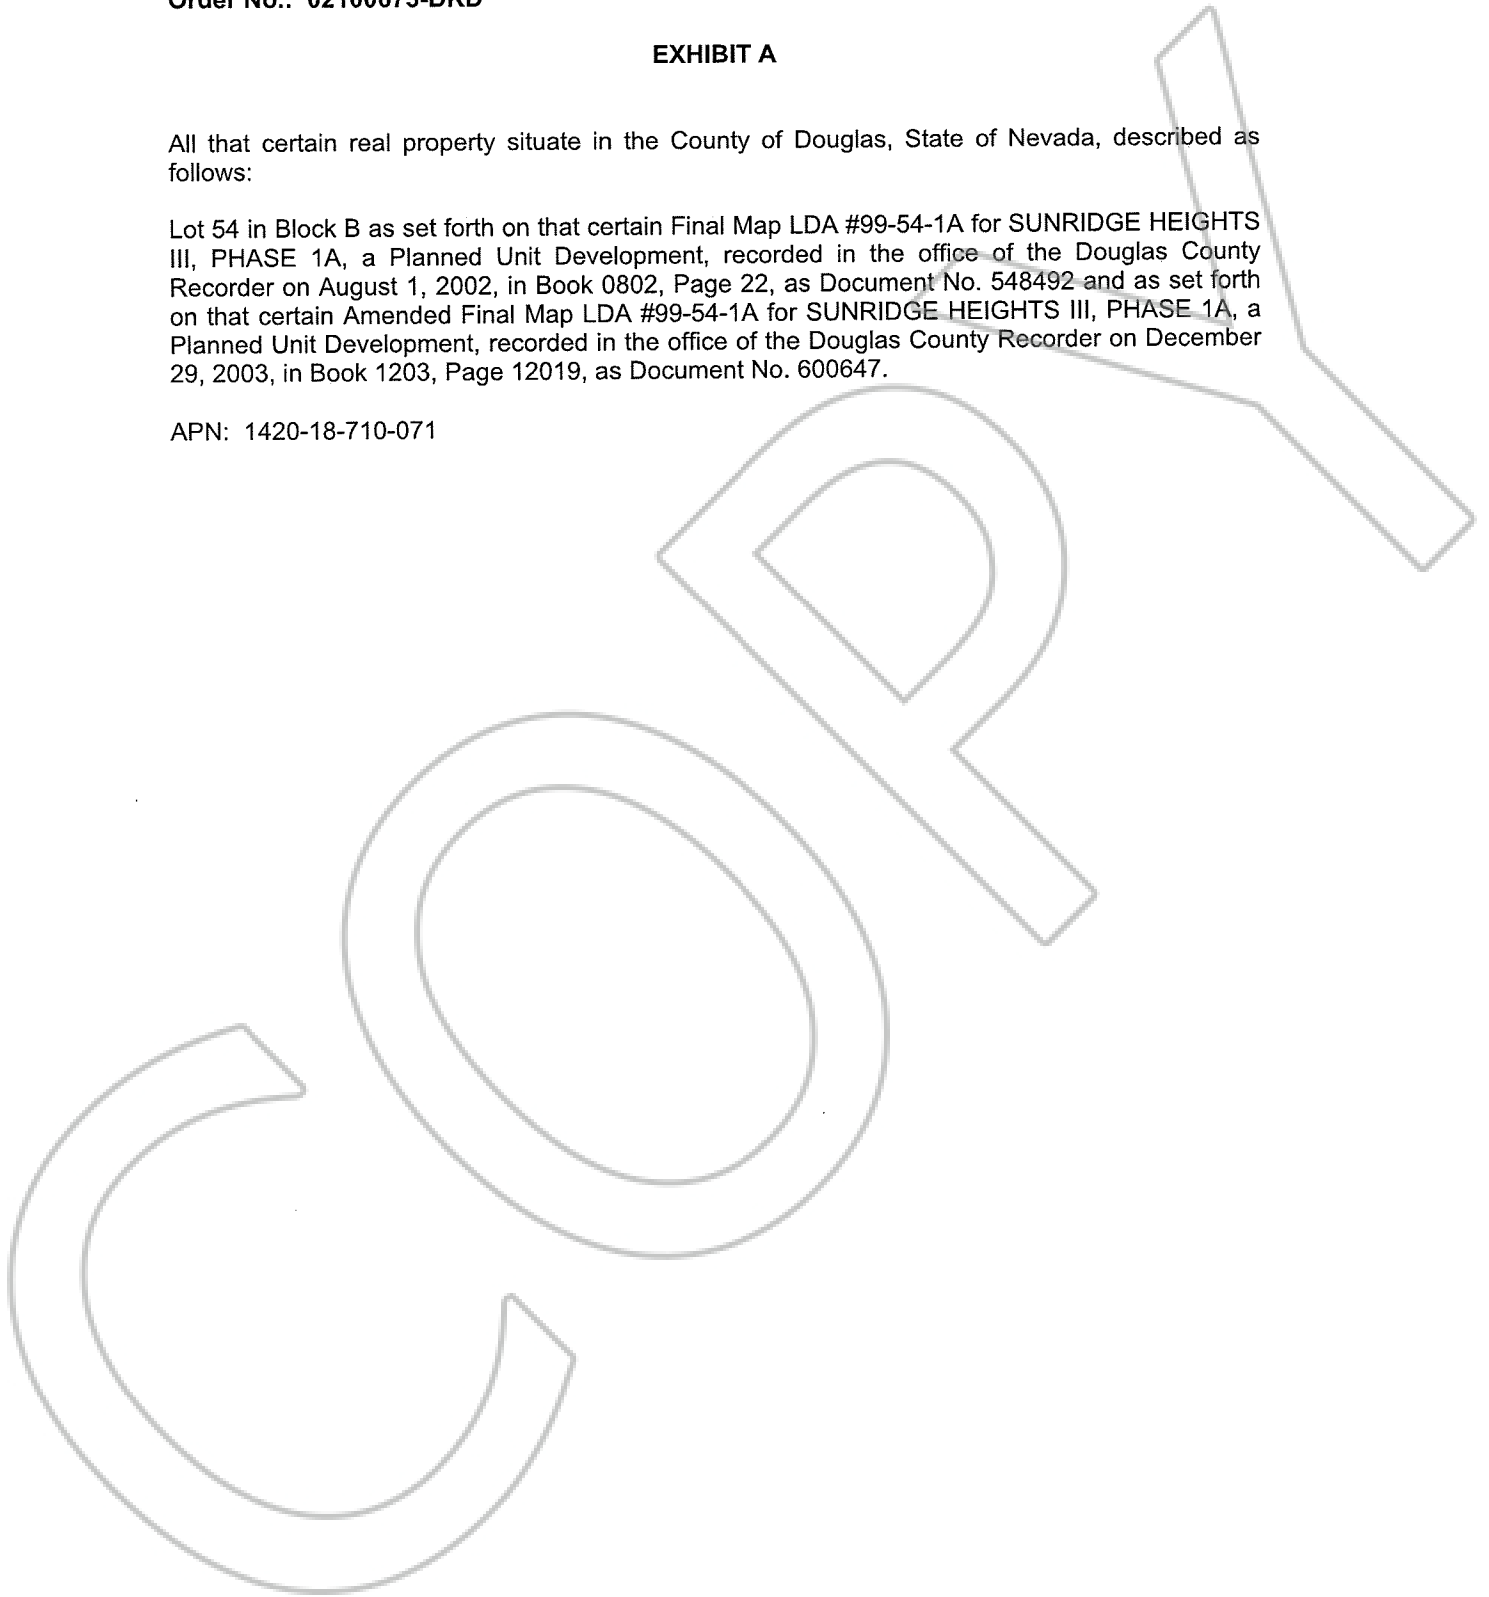 Order No.:
EXHIBIT A
All that certain real property situate in the County of Douglas, State of Nevada, described as
follows:
Lot 54 in Block B as set forth on that certain Final Map LDA #99-54-1A for SUNRIDGE HEIGHTS
III, PHASE 1A, a Planned Unit Development, recorded in the office of the Douglas County
Recorder on August 1, 2002, in Book 0802, Page 22, as Document No. 548492 and as set forth
on that certain Amended Final Map LDA #99-54-1A for SUNRIDGE HEIGHTS III, PHASE 1A, a
Planned Unit Development, recorded in the office of the Douglas County Recorder on December
29, 2003, in Book 1203, Page 12019, as Document No. 600647.
APN: 1420-18-710-071
COPY